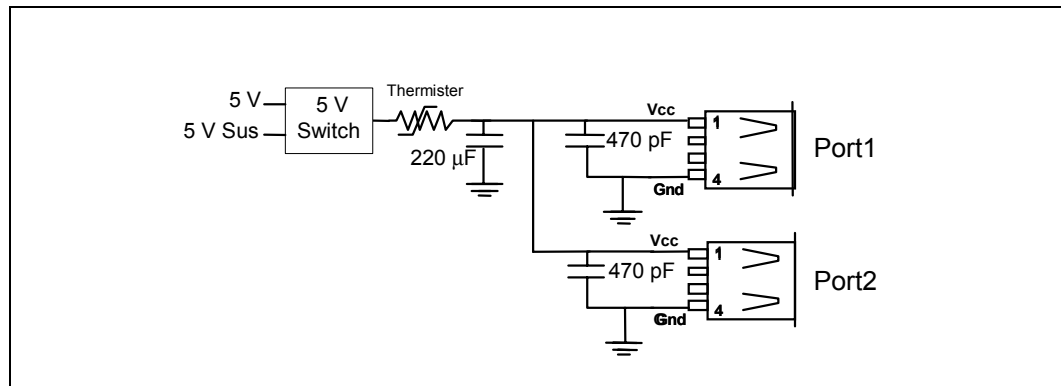 Thermister
5 V
5 V Sus
5 V
Switch
220 μF
470 pF
Vcc
1
4
Gnd
Port1
470 pF
Vcc
1
4
Gnd
Port2